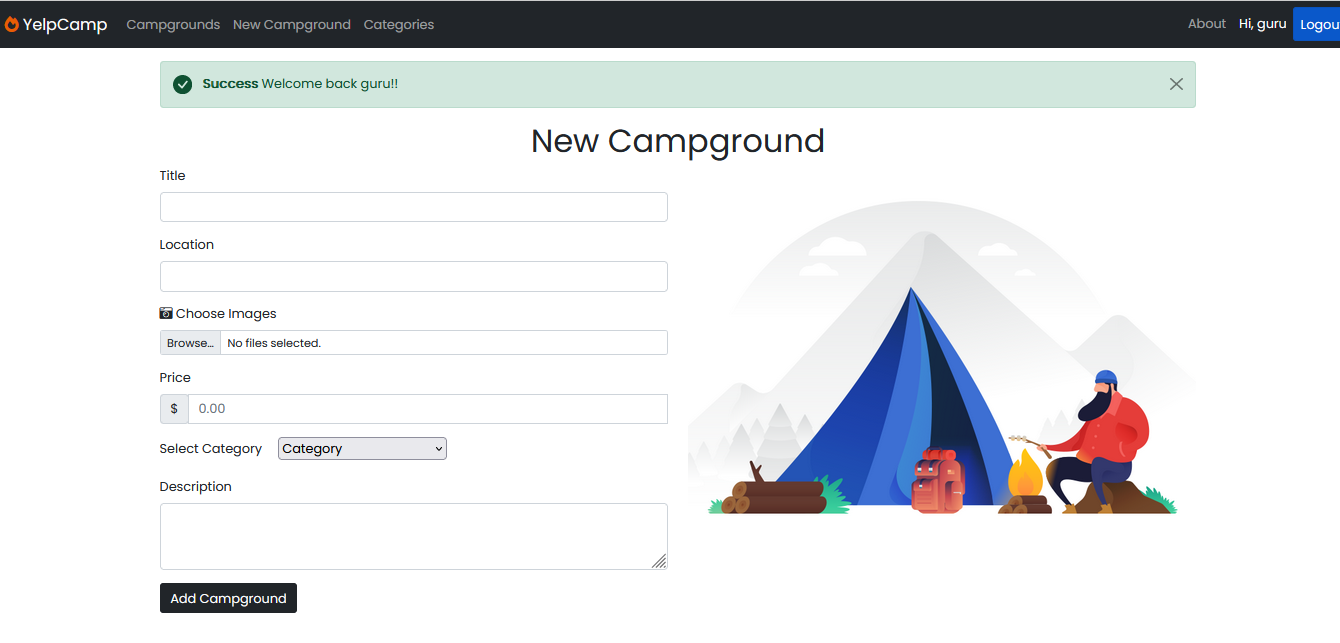 YelpCamp Campgrounds New Campground Categories About Hi, guru
Success Welcome back guru!!
New Campground
Title
Location
Choose Images
Browse... No files selected.
Price
$ 0.00
Select Category Category
Description
Add Campground